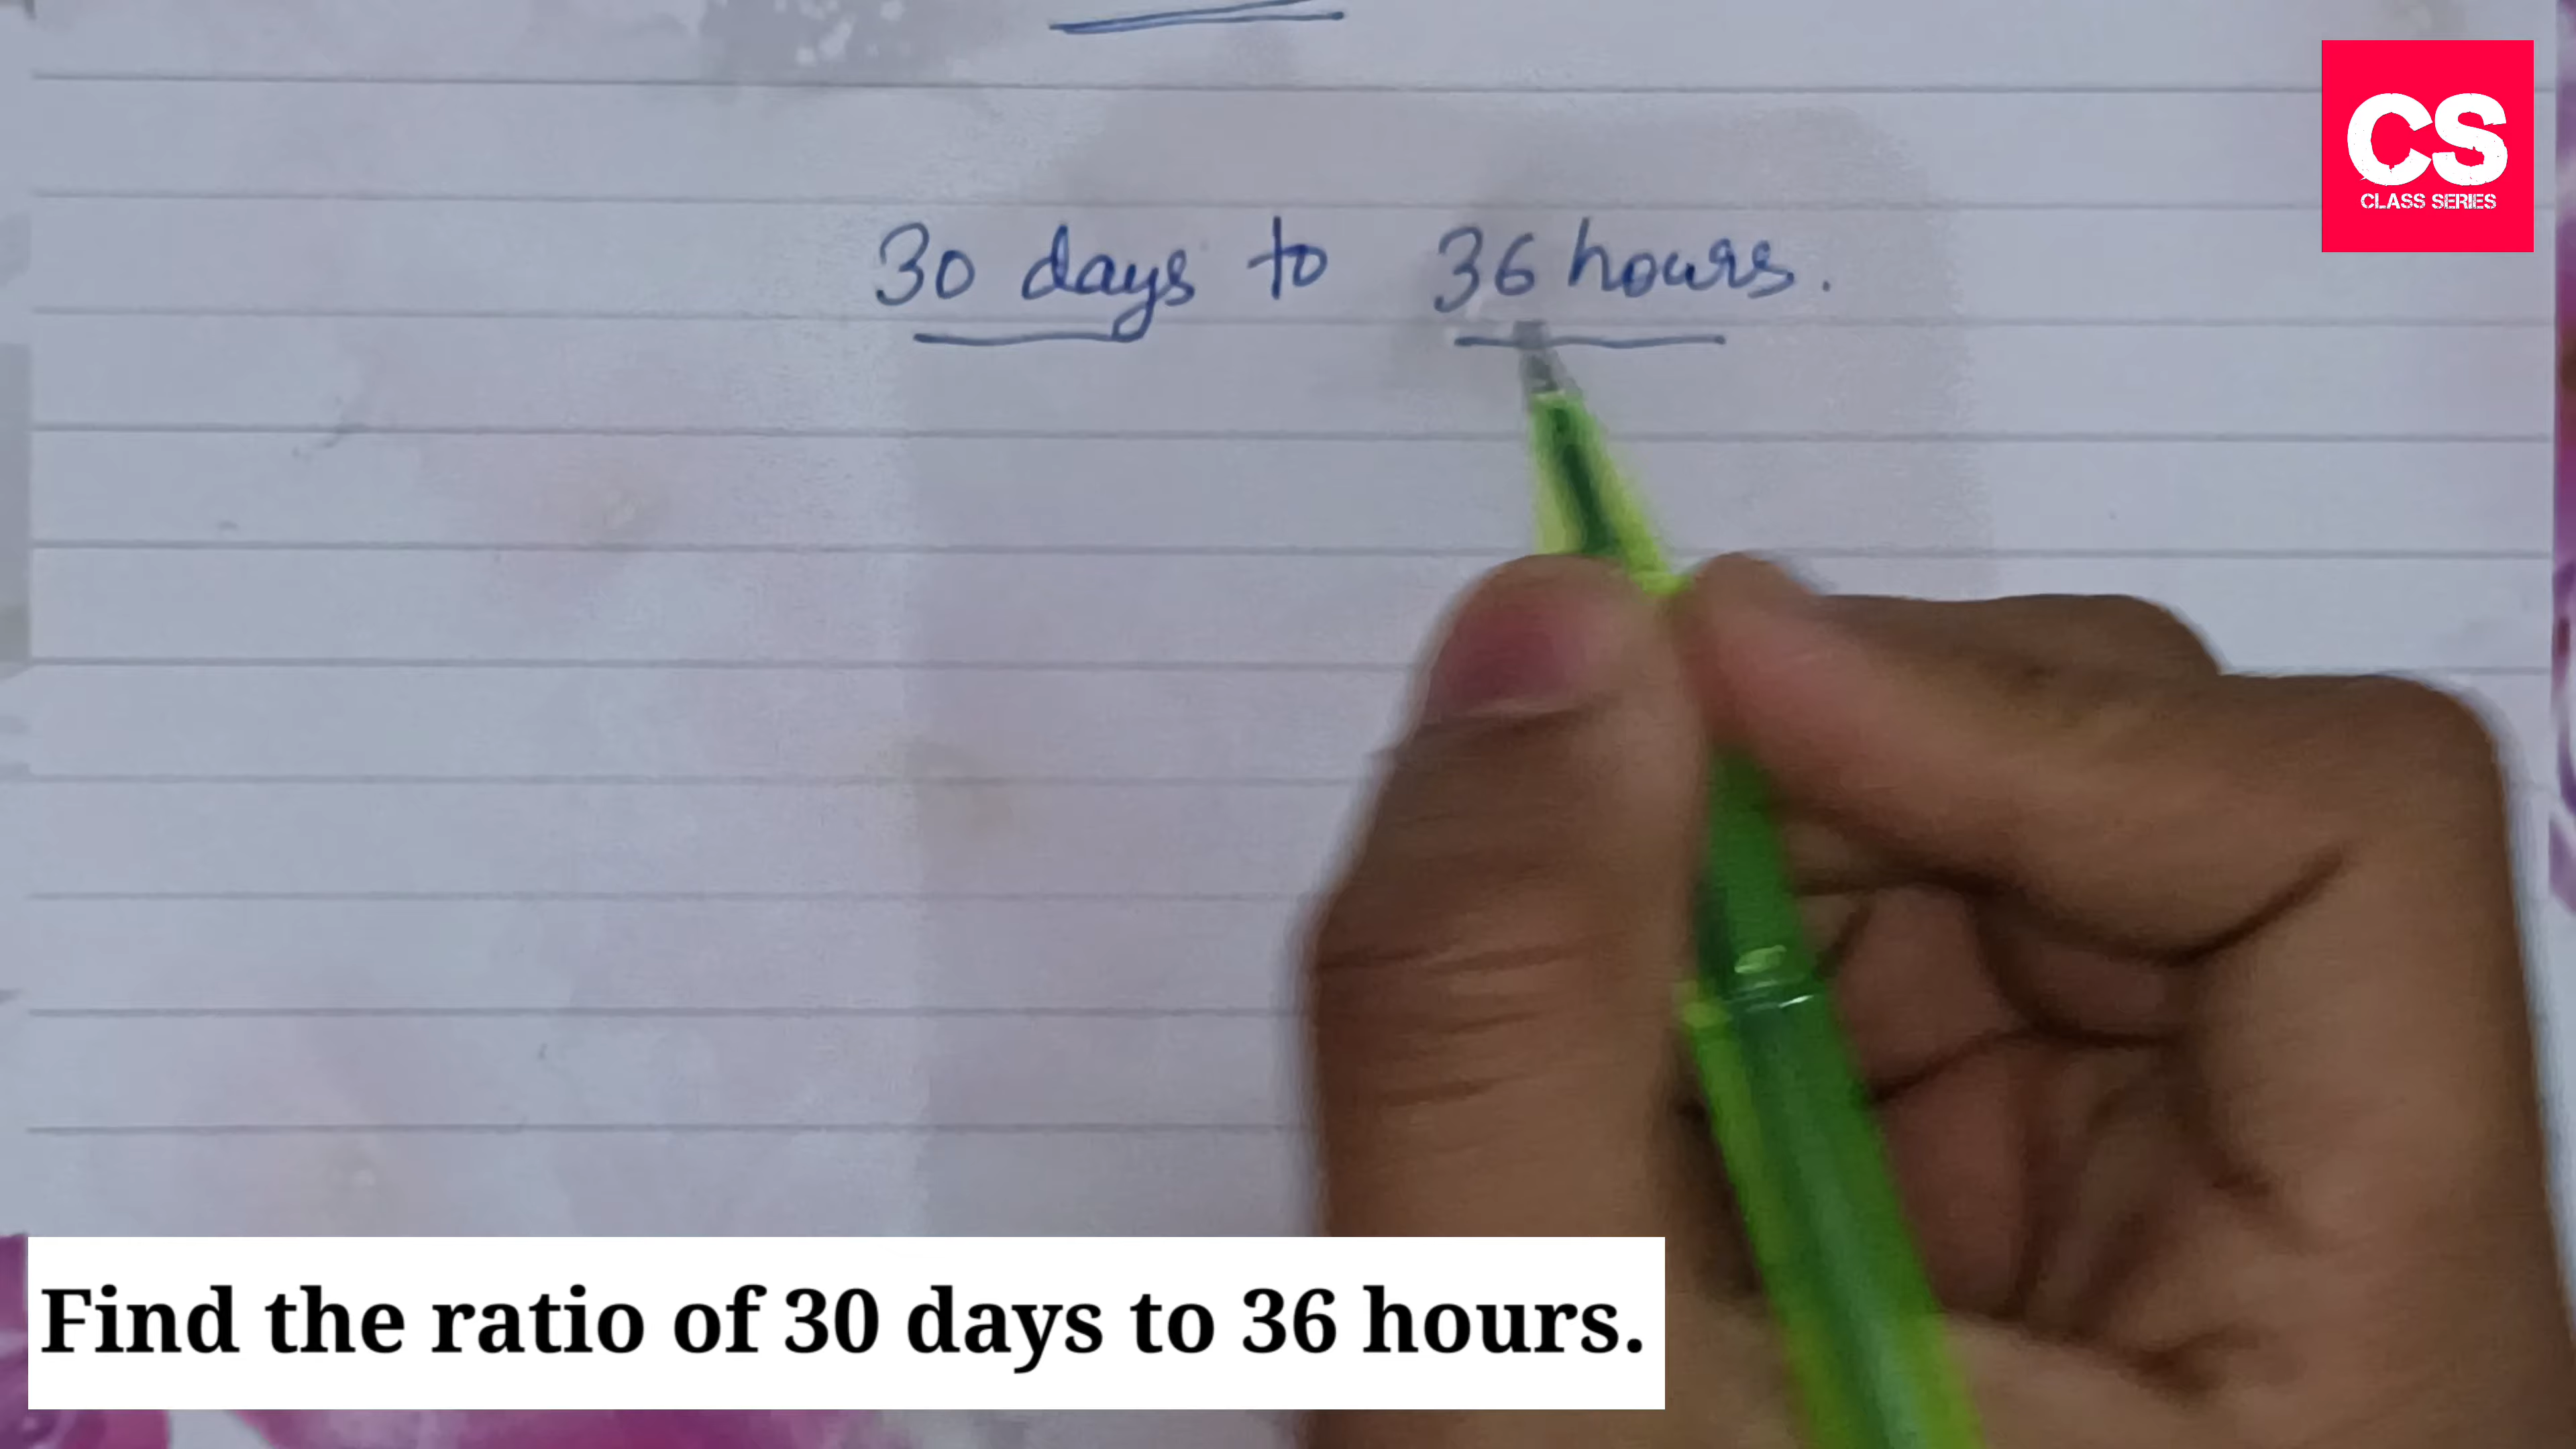 CS
CLASS SERIES
30 days to 36 hours.
Find the ratio of 30 days to 36 hours.